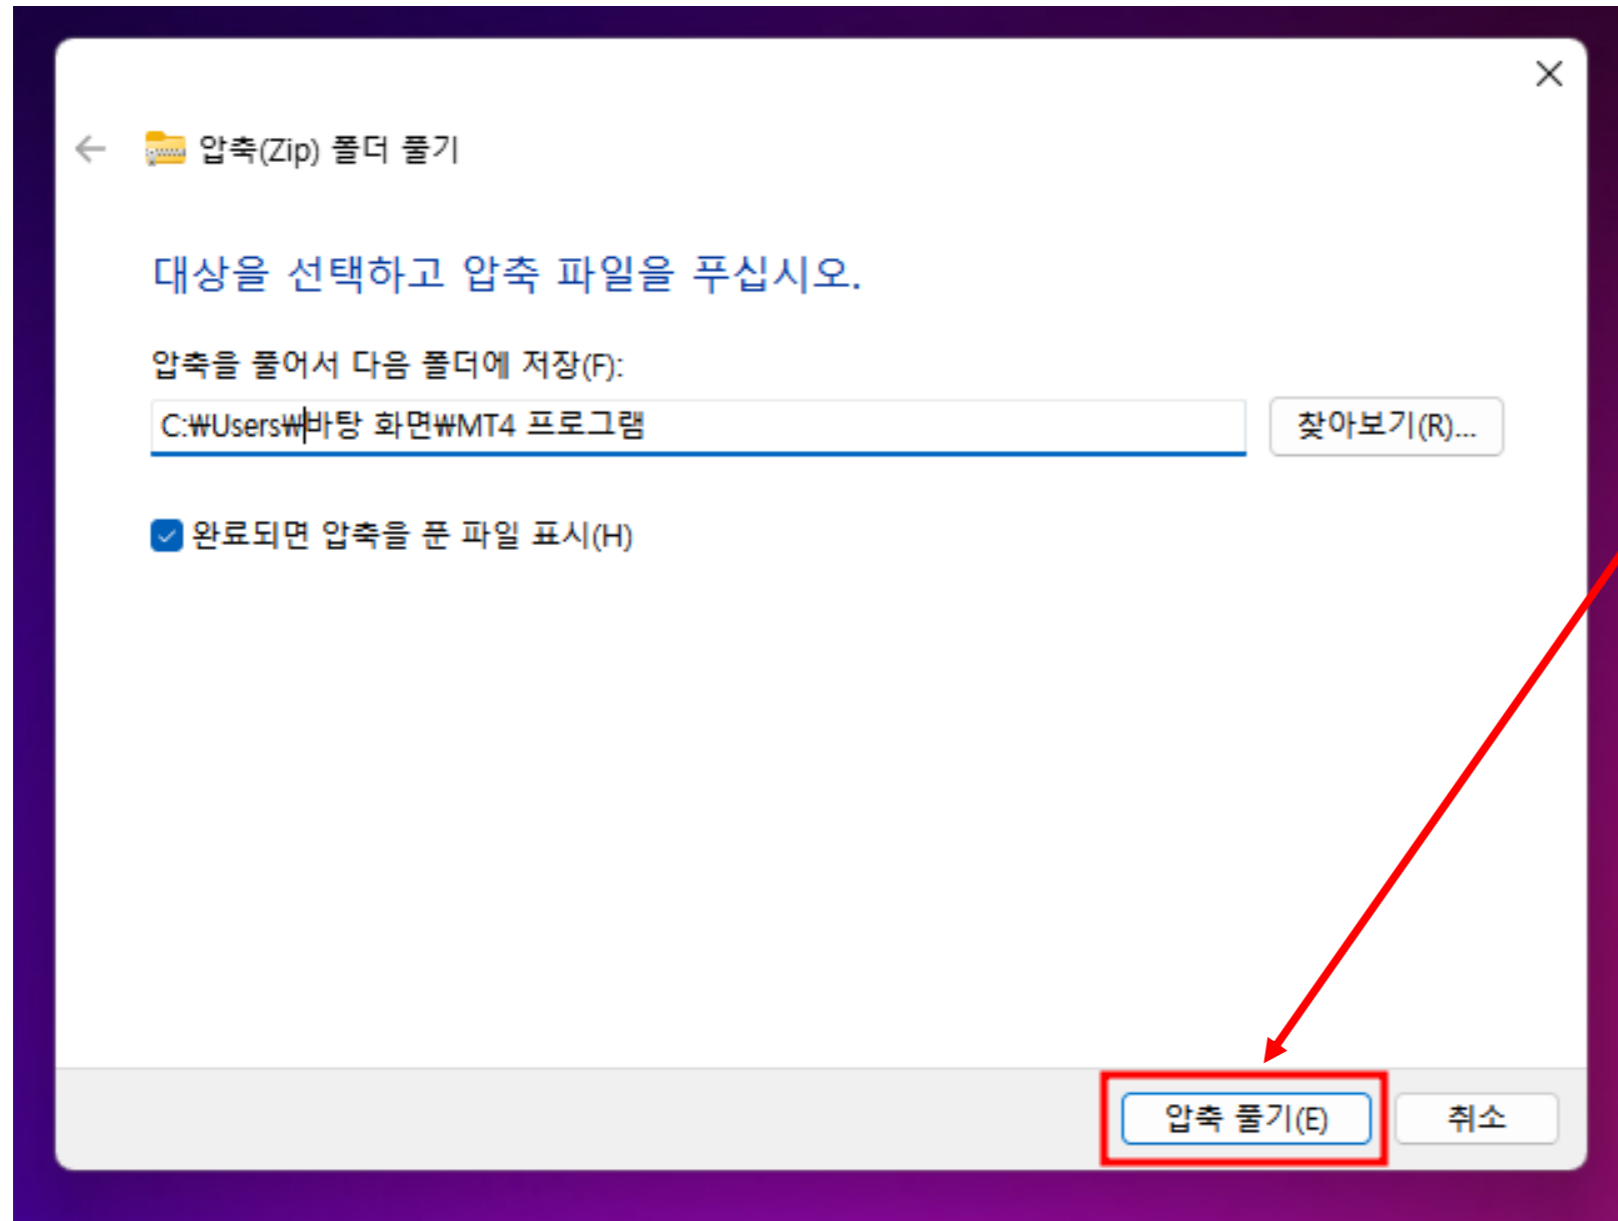 압축(Zip) 폴더 풀기
대상을 선택하고 압축 파일을 푸십시오.
압축을 풀어서 다음 폴더에 저장(F):
C:₩Users₩바탕 화면₩MT4 프로그램
찾아보기(R)...
완료되면 압축을 푼 파일 표시(H)
압축 풀기(E) 취소